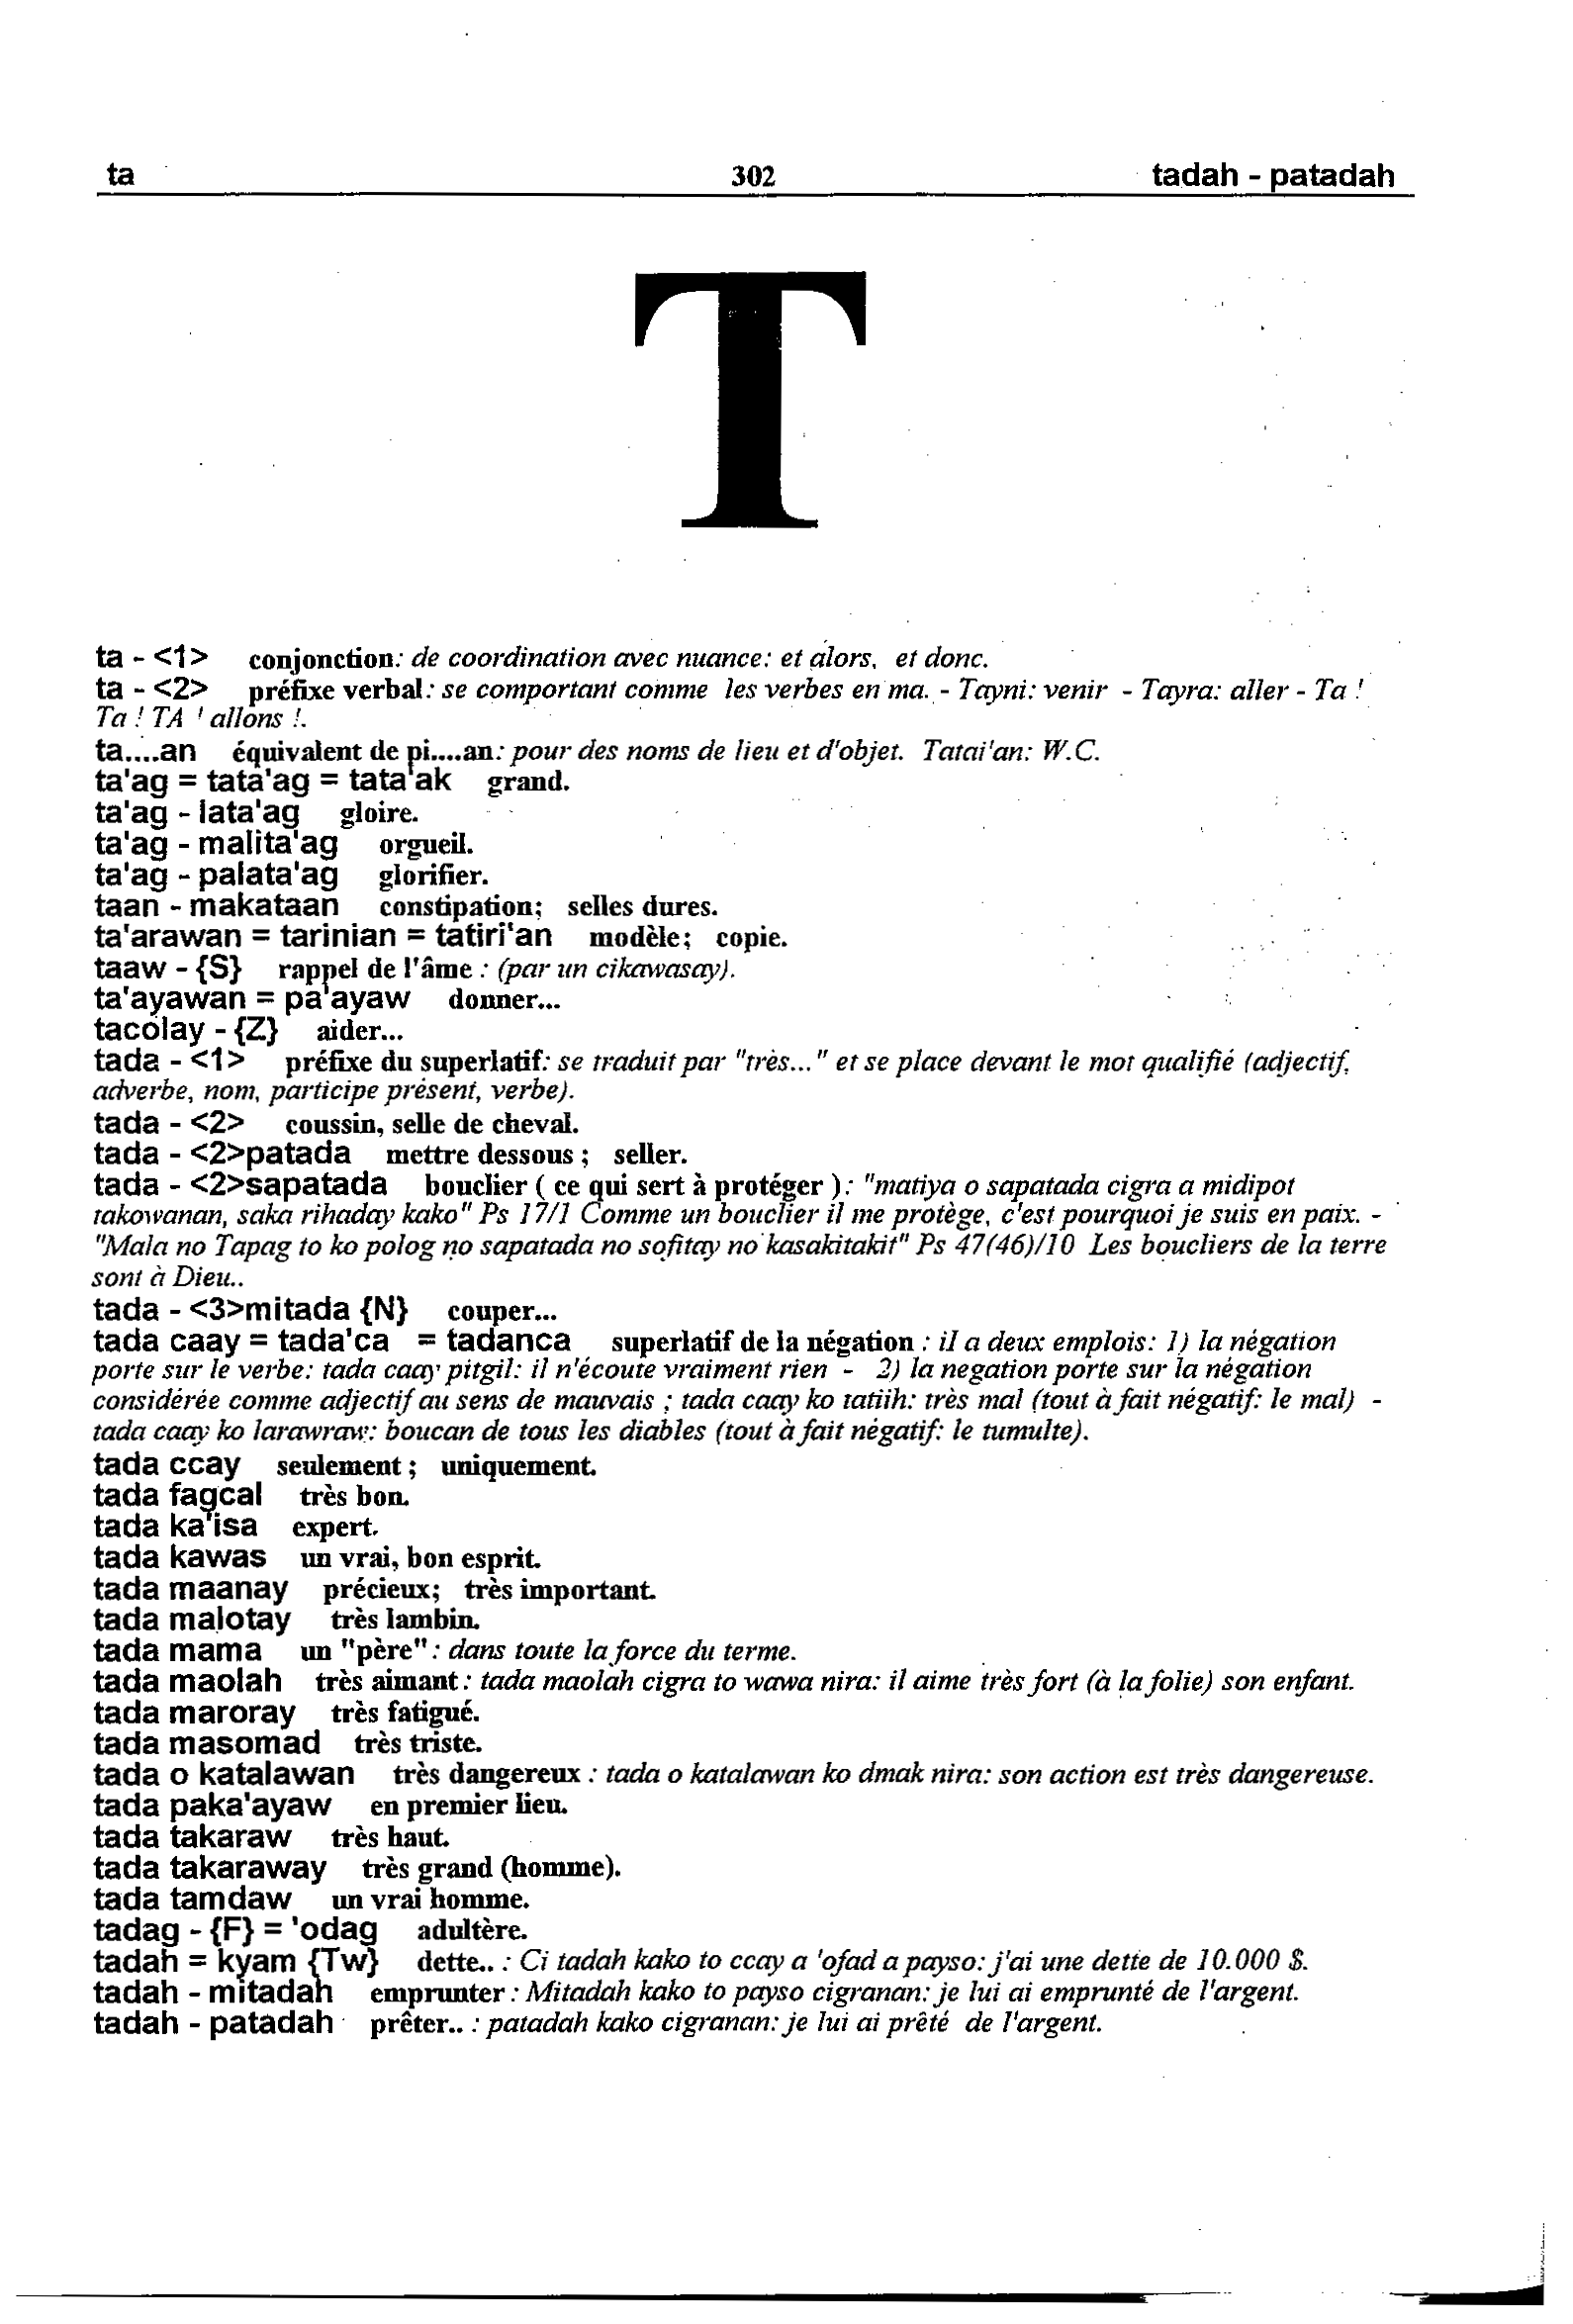 ta 302 tadah - patadah
T
ta - <1> conjonction: de coordination avec nuance: et alors, et donc.
ta - <2> préfixe verbal: se comportant comme les verbes en ma. - Tayni: venir - Tayra: aller - Ta !
Ta ! TA ! allons !.
ta....an équivalent de pi....an: pour des noms de lieu et d'objet. Tatai'an: W.C.
ta'ag = tata'ag = tata'ak grand.
ta'ag - lata'ag gloire.
ta'ag - malita'ag orgueil.
ta'ag - palata'ag glorifier.
taan - makataan constipation; selles dures.
ta'arawan = tarinian = tatiri'an modèle; copie.
taaw - {S} rappel de l'âme : (par un cikawasay).
ta'ayawan = pa'ayaw donner...
tacolay - {Z} aider...
tada - <1> préfixe du superlatif: se traduit par "très..." et se place devant le mot qualifié (adjectif,
adverbe, nom, participe présent, verbe).
tada - <2> coussin, selle de cheval.
tada - <2>patada mettre dessous ; seller.
tada - <2>sapatada bouclier ( ce qui sert à protéger ): "matiya o sapatada cigra a midipot
takowanan, saka rihaday kako" Ps 17/1 Comme un bouclier il me protège, c'est pourquoi je suis en paix. -
"Mala no Tapag to ko polog no sapatada no sofitay no kasakitakit" Ps 47(46)/10 Les boucliers de la terre
sont à Dieu..
tada - <3>mitada {N} couper...
tada caay = tada'ca = tadanca superlatif de la négation : il a deux emplois: 1) la négation
porte sur le verbe: tada caay pitgil: il n'écoute vraiment rien - 2) la negation porte sur la négation
considérée comme adjectif au sens de mauvais ; tada caay ko tatiih: très mal (tout à fait négatif: le mal) -
tada caay ko larawraw: boucan de tous les diables (tout à fait négatif: le tumulte).
tada ccay seulement ; uniquement.
tada fagcal très bon.
tada ka'isa expert.
tada kawas un vrai, bon esprit.
tada maanay précieux; très important.
tada malotay très lambin.
tada mama un "père" : dans toute la force du terme.
tada maolah très aimant : tada maolah cigra to wawa nira: il aime très fort (à la folie) son enfant.
tada maroray très fatigué.
tada masomad très triste.
tada o katalawan très dangereux : tada o katalawan ko dmak nira: son action est très dangereuse.
tada paka'ayaw en premier lieu.
tada takaraw très haut.
tada takaraway très grand (homme).
tada tamdaw un vrai homme.
tadag - {F} = 'odag adultère.
tadah = kyam {Tw} dette.. : Ci tadah kako to ccay a 'ofad a payso: j'ai une dette de 10.000 $.
tadah - mitadah emprunter : Mitadah kako to payso cigranan: je lui ai emprunté de l'argent.
tadah - patadah prêter.. : patadah kako cigranan: je lui ai prêté de l'argent.